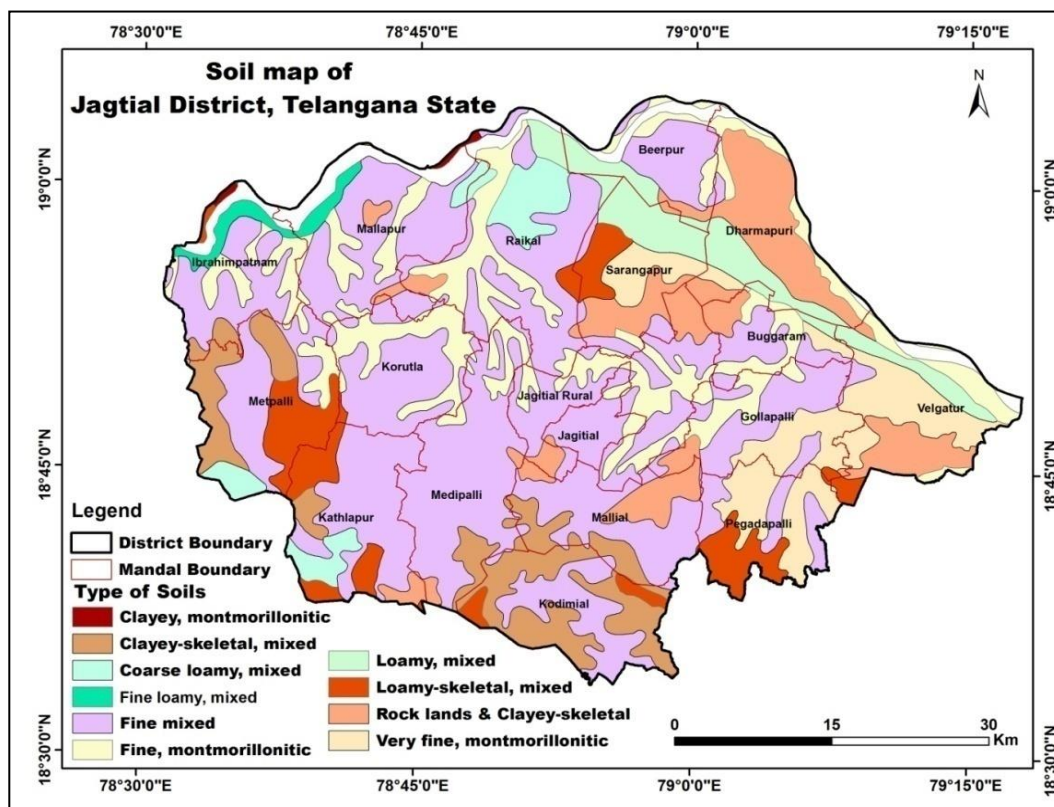 78°30'0"E 78°45'0"E 79°0'0"E 79°15'0"E
Soil map of
Jagtial District, Telangana State
N
19°0'0"N 19°0'0"N
Beerpur
Mallapur
Dharmapuri
Raikal
Ibrahimpatnam
Sarangapur
Buggaram
Korutla
Jagitial Rural
Metpalli
Velgatur
Gollapalli
Jagitial
18°45'0"N 18°45'0"N
Medipalli
Kathlapur
Mallial
Pegadapalli
Kodimial
Legend
District Boundary
Mandal Boundary
Type of Soils
Clayey, montmorillonitic
Clayey-skeletal, mixed
Coarse loamy, mixed
Fine loamy, mixed
Fine mixed
Fine, montmorillonitic
Loamy, mixed
Loamy-skeletal, mixed
Rock lands & Clayey-skeletal
Very fine, montmorillonitic
0 15 30
Km
18°30'0"N 18°30'0"N
78°30'0"E 78°45'0"E 79°0'0"E 79°15'0"E